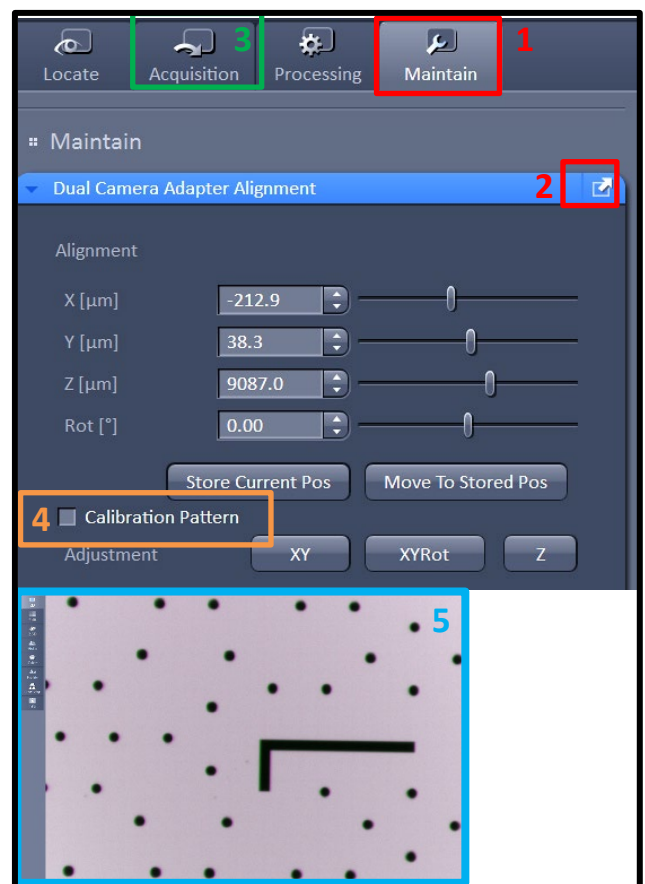 3
1
Locate Acquisition Processing Maintain
Maintain
Dual Camera Adapter Alignment 2
Alignment
X [µm] -212.9
Y [µm] 38.3
Z [µm] 9087.0
Rot [°] 0.00
Store Current Pos Move To Stored Pos
4 Calibration Pattern
Adjustment XY XYRot Z
5